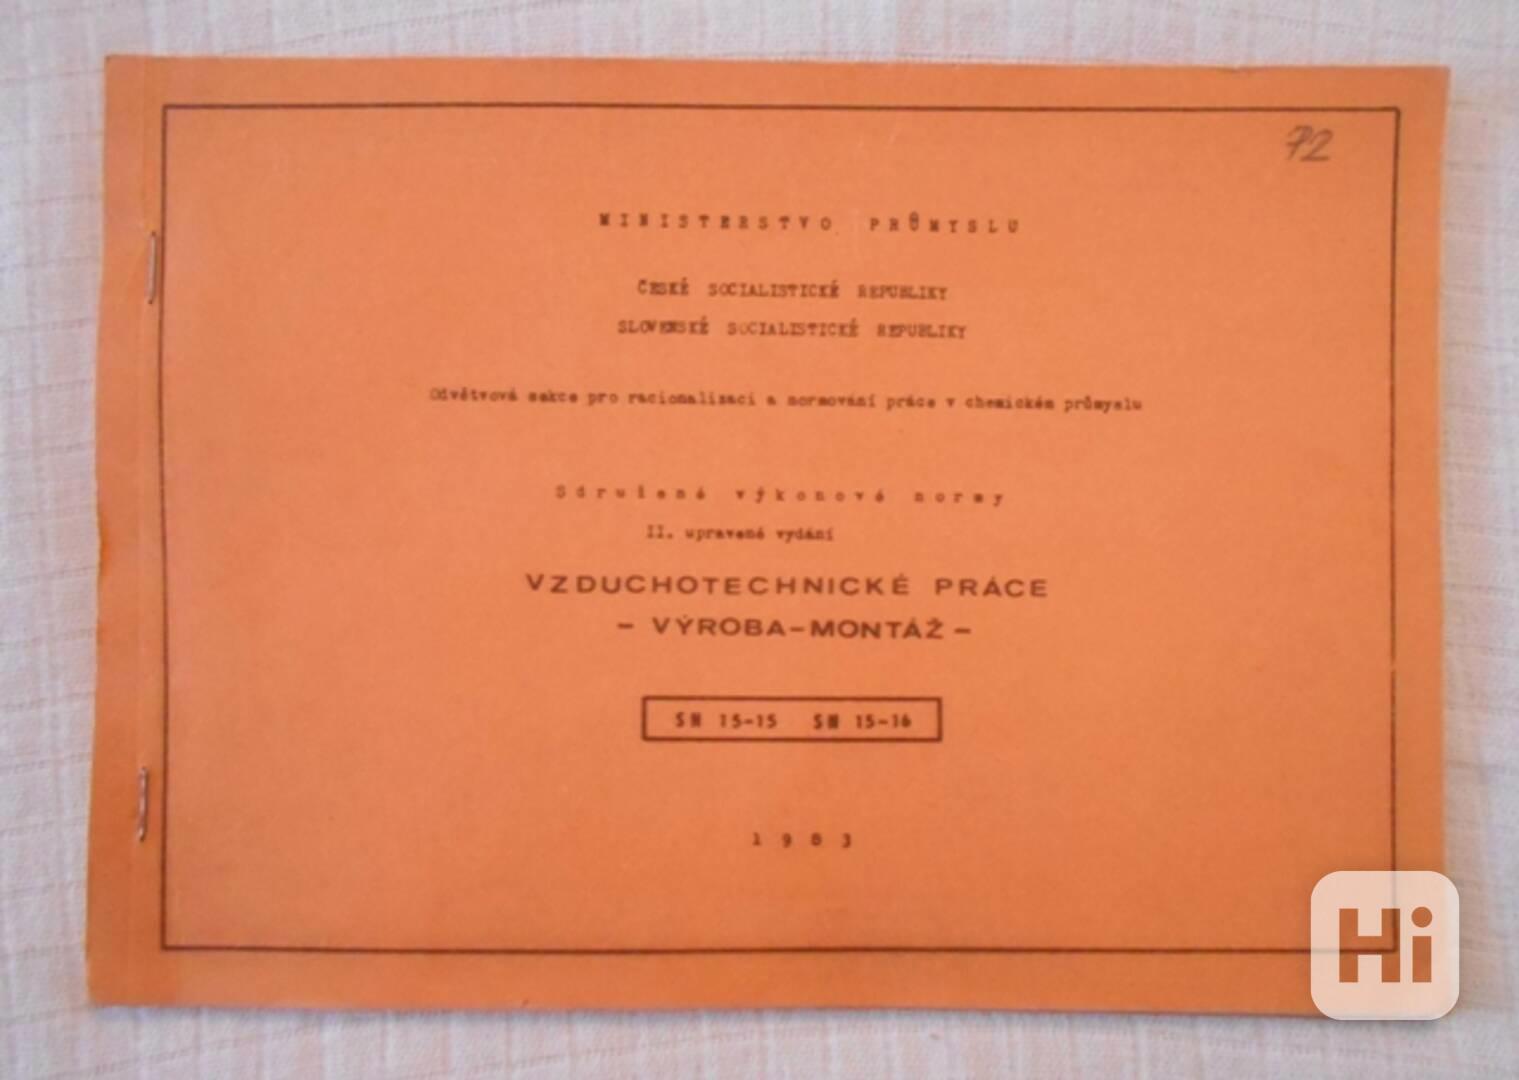 72
MINISTERSTVO PRŮMYSLU
ČESKÉ SOCIALISTICKÉ REPUBLIKY
SLOVENSKÉ SOCIALISTICKÉ REPUBLIKY
Odvětvová sekce pro racionalizaci a normování práce v chemickém průmyslu
Sdružené výkonové normy
II. upravené vydání
VZDUCHOTECHNICKÉ PRÁCE
- VÝROBA-MONTÁŽ -
SN 15-15 SN 15-16
1983
Hi